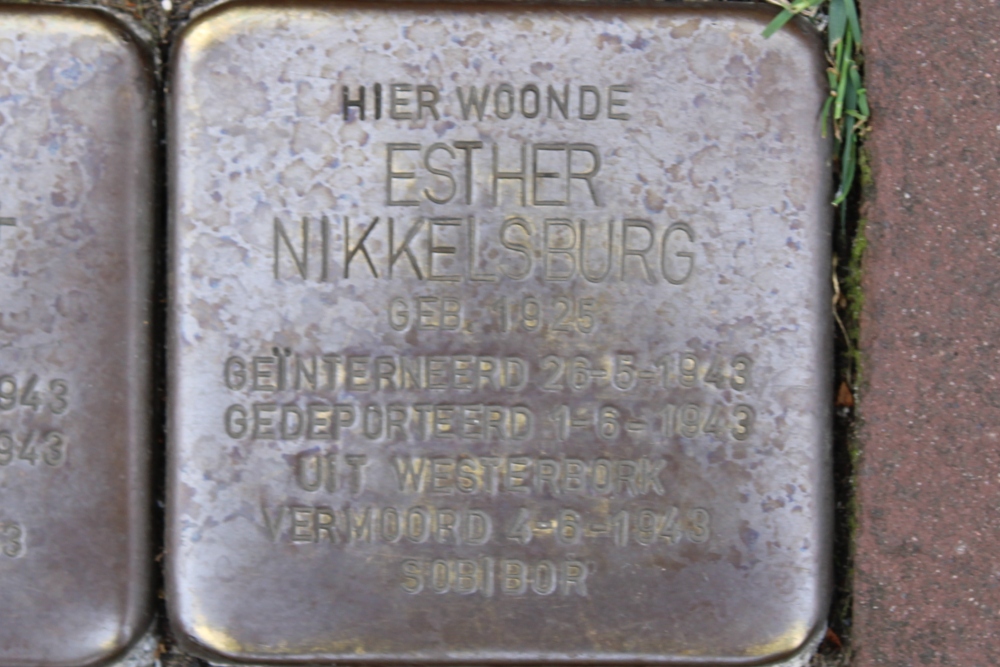 HIER WOONDE
ESTHER
NIKKELSBURG
GEB. 1925
GEÏNTERNEERD 26-5-1943
GEDEPORTEERD 1-6-1943
UIT WESTERBORK
VERMOORD 4-6-1943
SOBIBOR